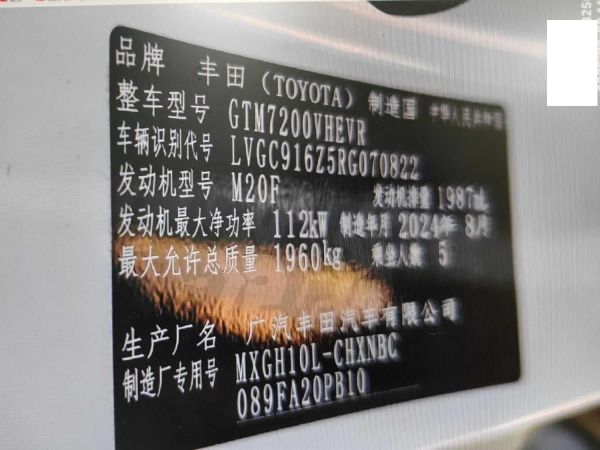 品牌 丰田 (TOYOTA) 制造国 中华人民共和国
整车型号 GTM7200VHEVR
车辆识别代号 LVGC916Z5RG070822
发动机型号 M20F 发动机排量 1987mL
发动机最大净功率 112kW 制造年月 2024年 8月
最大允许总质量 1960kg 乘坐人数 5
生产厂名 广汽丰田汽车有限公司
制造厂专用号 MXGH10L-CHXNBC
089FA20PB10